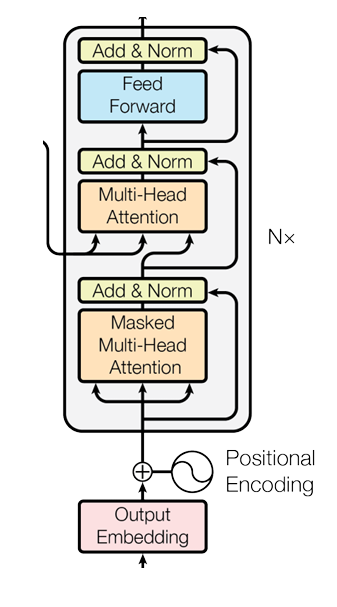 Add & Norm
Feed
Forward
Add & Norm
Multi-Head
Attention
N×
Add & Norm
Masked
Multi-Head
Attention
Positional
Encoding
Output
Embedding